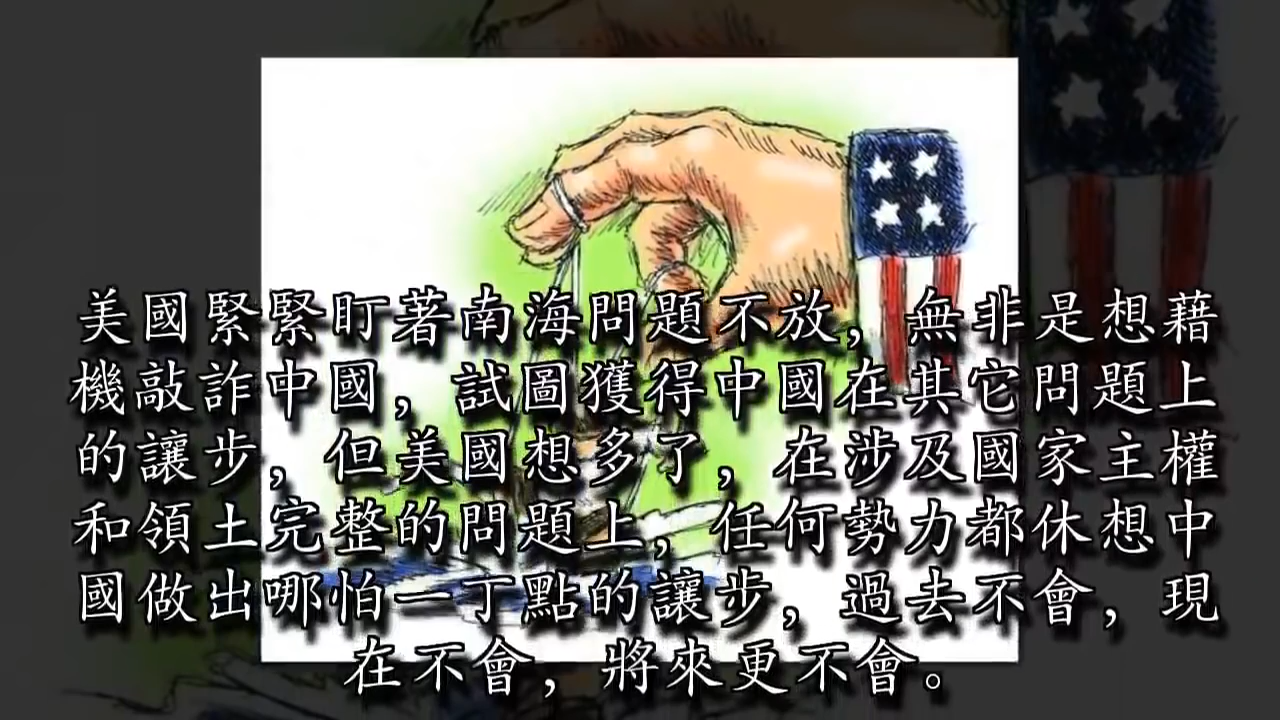 美國緊緊盯著南海問題不放，無非是想藉
機敲詐中國，試圖獲得中國在其它問題上
的讓步，但美國想多了，在涉及國家主權
和領土完整的問題上，任何勢力都休想中
國做出哪怕一丁點的讓步，過去不會，現
在不會，將來更不會。